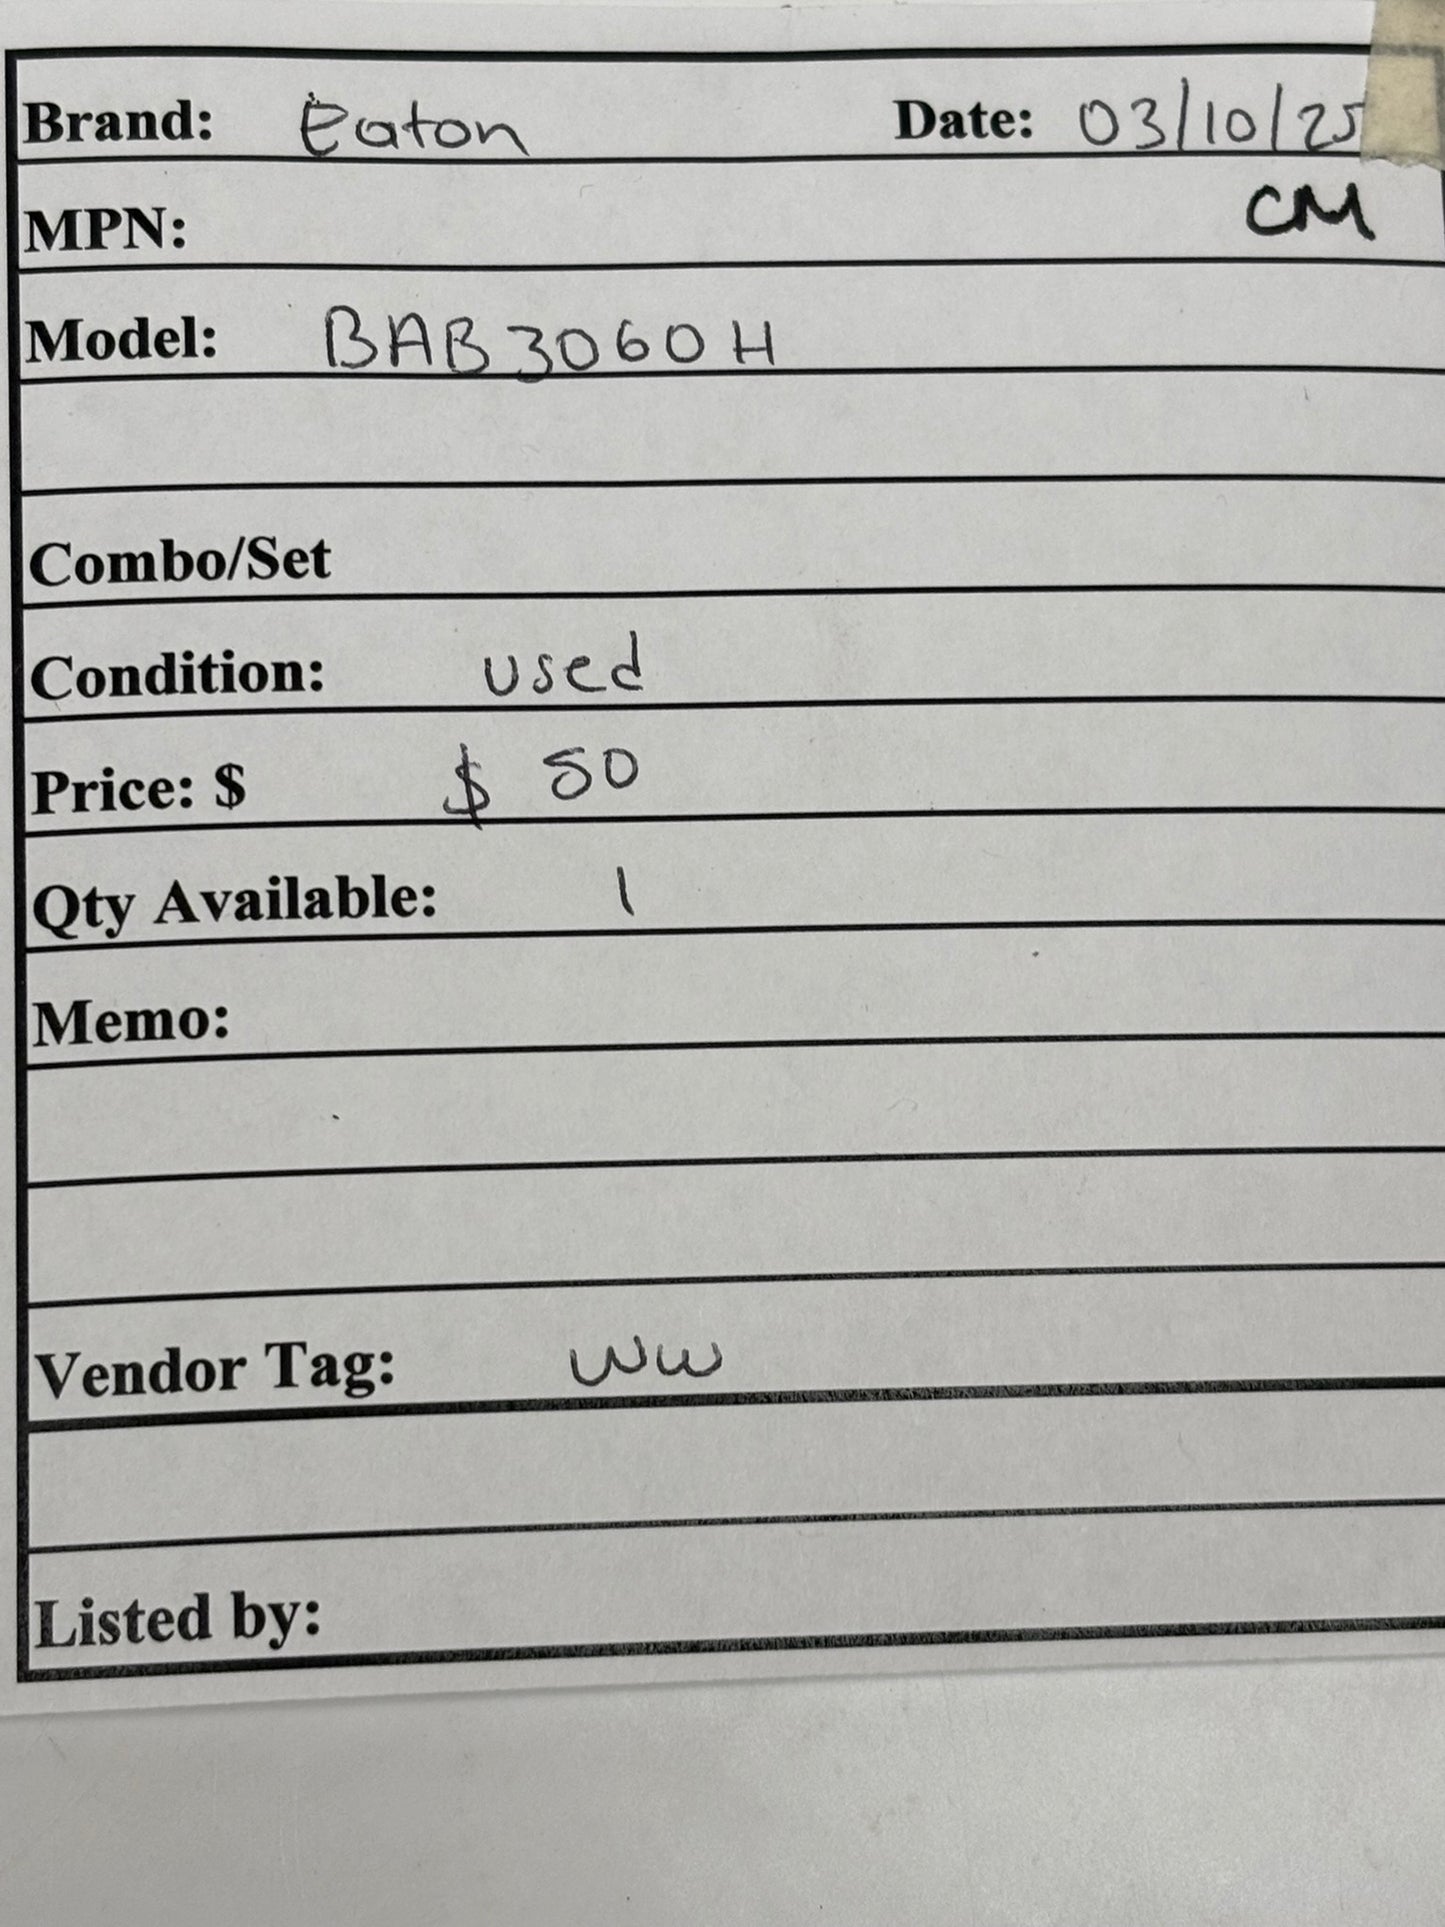 Brand: Eaton Date: 03/10/25
MPN: CM
Model: BAB3060H
Combo/Set
Condition: used
Price: $ $ 50
Qty Available: 1
Memo:
Vendor Tag: WW
Listed by: